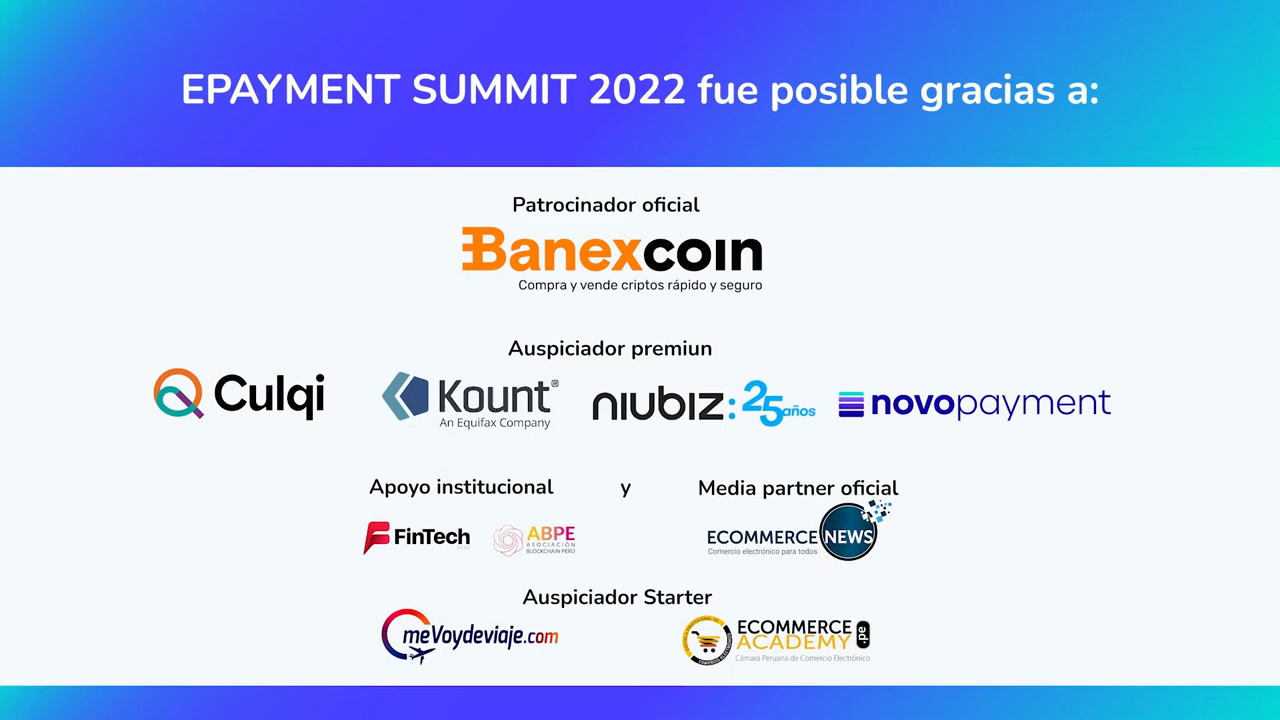 EPAYMENT SUMMIT 2022 fue posible gracias a:
Patrocinador oficial
Banexcoin
Compra y vende criptos rápido y seguro
Auspiciador premiun
Culqi
Kount®
An Equifax Company
niubiz: 25 años
novopayment
Apoyo institucional y Media partner oficial
FinTech
PERÚ
ABPE
ASOCIACIÓN
BLOCKCHAIN PERÚ
ECOMMERCE NEWS
Comercio electrónico para todos
Auspiciador Starter
meVoydeviaje.com
ECOMMERCE
ACADEMY .pe
Cámara Peruana de Comercio Electrónico